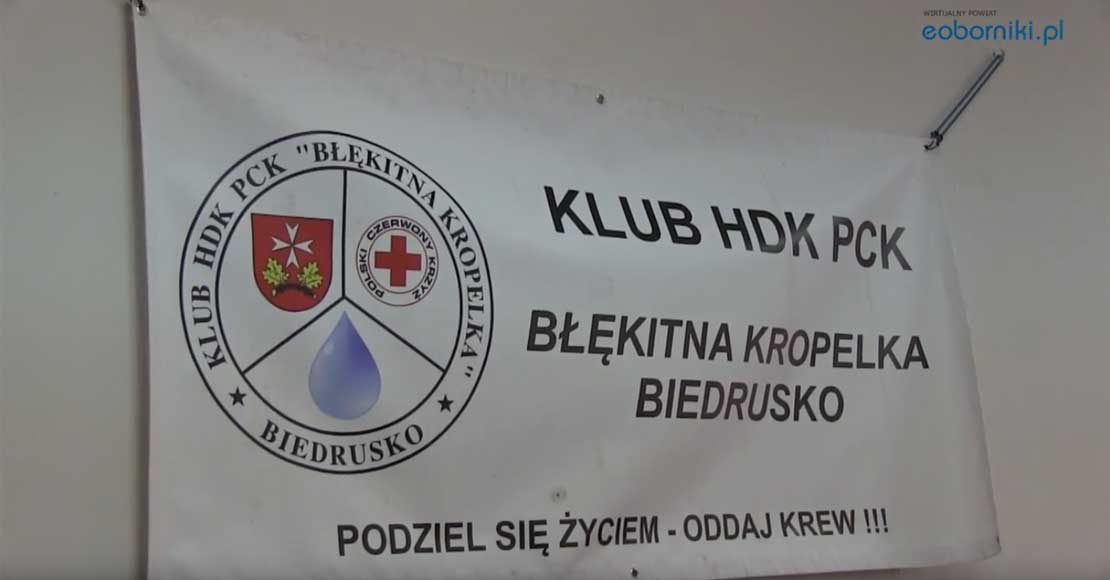 WIRTUALNY POWIAT
eoborniki.pl
KLUB HDK PCK "BŁĘKITNA KROPELKA"
★ BIEDRUSKO ★
POLSKI CZERWONY KRZYŻ
KLUB HDK PCK
BŁĘKITNA KROPELKA
BIEDRUSKO
PODZIEL SIĘ ŻYCIEM - ODDAJ KREW !!!